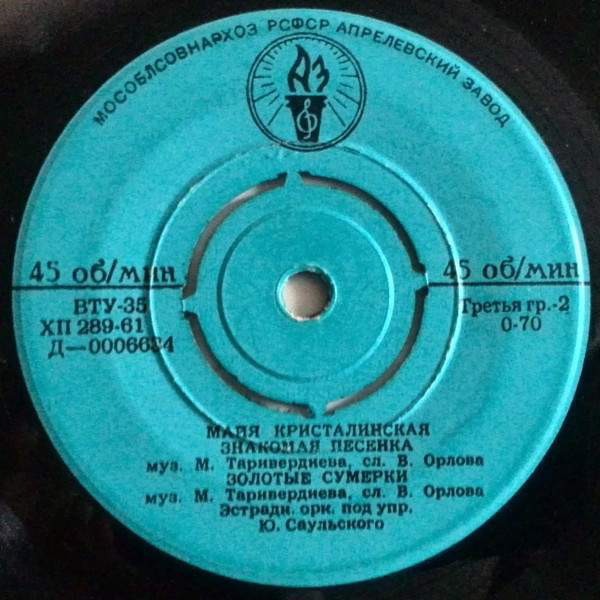 МОСОБЛСОВНАРХОЗ РСФСР АПРЕЛЕВСКИЙ ЗАВОД
АЗ
45 об/мин
45 об/мин
ВТУ-35
ХП 289-61
Д—0006634
Третья гр.-2
0-70
МАЙЯ КРИСТАЛИНСКАЯ
ЗНАКОМАЯ ПЕСЕНКА
муз. М. Таривердиева, сл. В. Орлова
ЗОЛОТЫЕ СУМЕРКИ
муз. М. Таривердиева, сл. В. Орлова
Эстрадн. орк. под упр.
Ю. Саульского